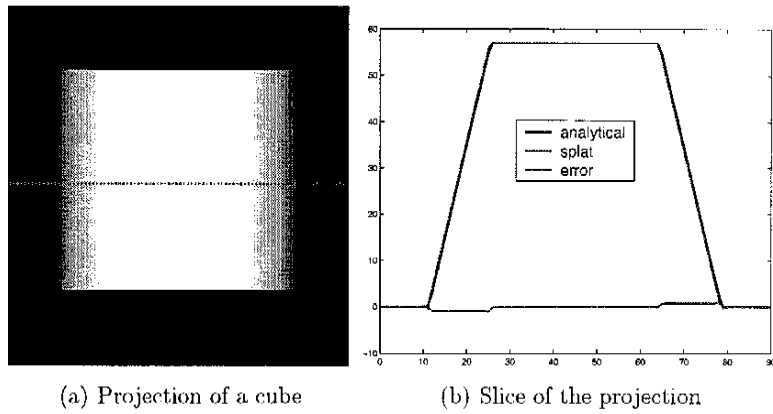 60
50
40
30
20
10
0
-10
0 10 20 30 40 50 60 70 80 90
analytical
splat
error
(a) Projection of a cube
(b) Slice of the projection